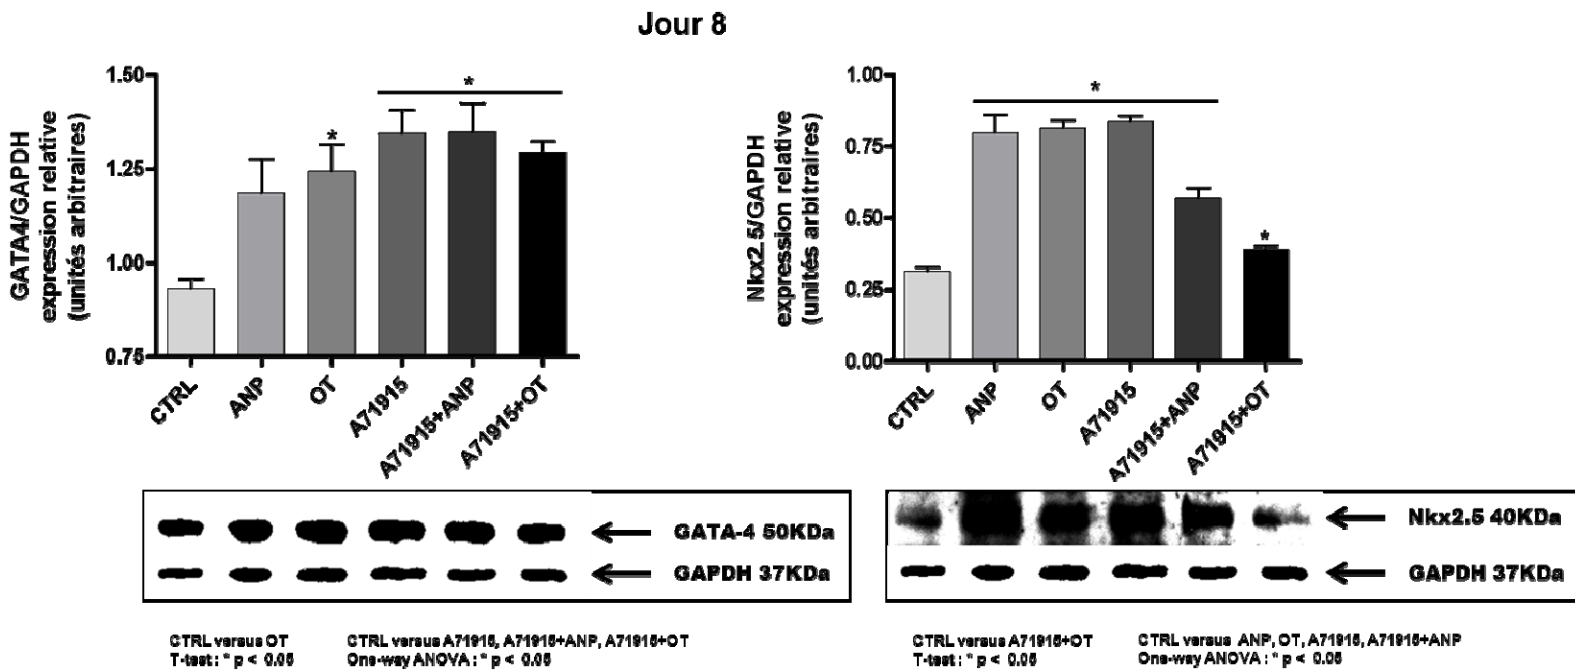 Jour 8
GATA4/GAPDH
expression relative
(unités arbitraires)
1.50
1.25
1.00
0.75
*
*
CTRL
ANP
OT
A71915
A71915+ANP
A71915+OT
GATA-4 50KDa
GAPDH 37KDa
CTRL versus OT
T-test : * p < 0.05
CTRL versus A71915, A71915+ANP, A71915+OT
One-way ANOVA : * p < 0.05
Nkx2.5/GAPDH
expression relative
(unités arbitraires)
1.00
0.75
0.50
0.25
0.00
*
*
CTRL
ANP
OT
A71915
A71915+ANP
A71915+OT
Nkx2.5 40KDa
GAPDH 37KDa
CTRL versus A71915+OT
T-test : * p < 0.05
CTRL versus ANP, OT, A71915, A71915+ANP
One-way ANOVA : * p < 0.05